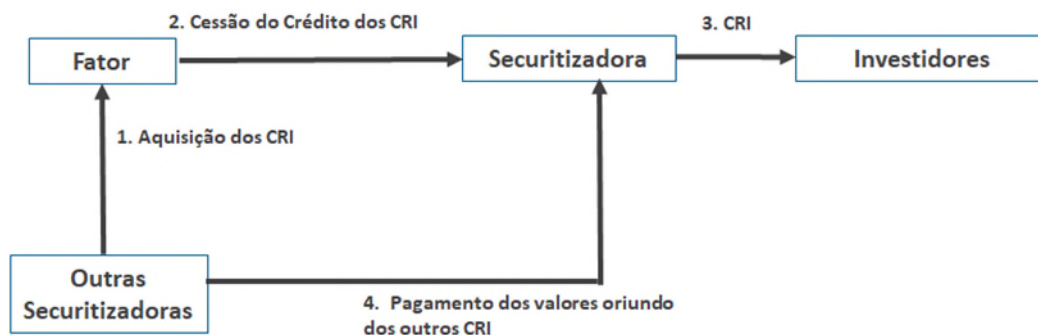 2. Cessão do Crédito dos CRI
3. CRI
Fator
Securitizadora
Investidores
1. Aquisição dos CRI
Outras
Securitizadoras
4. Pagamento dos valores oriundo
dos outros CRI